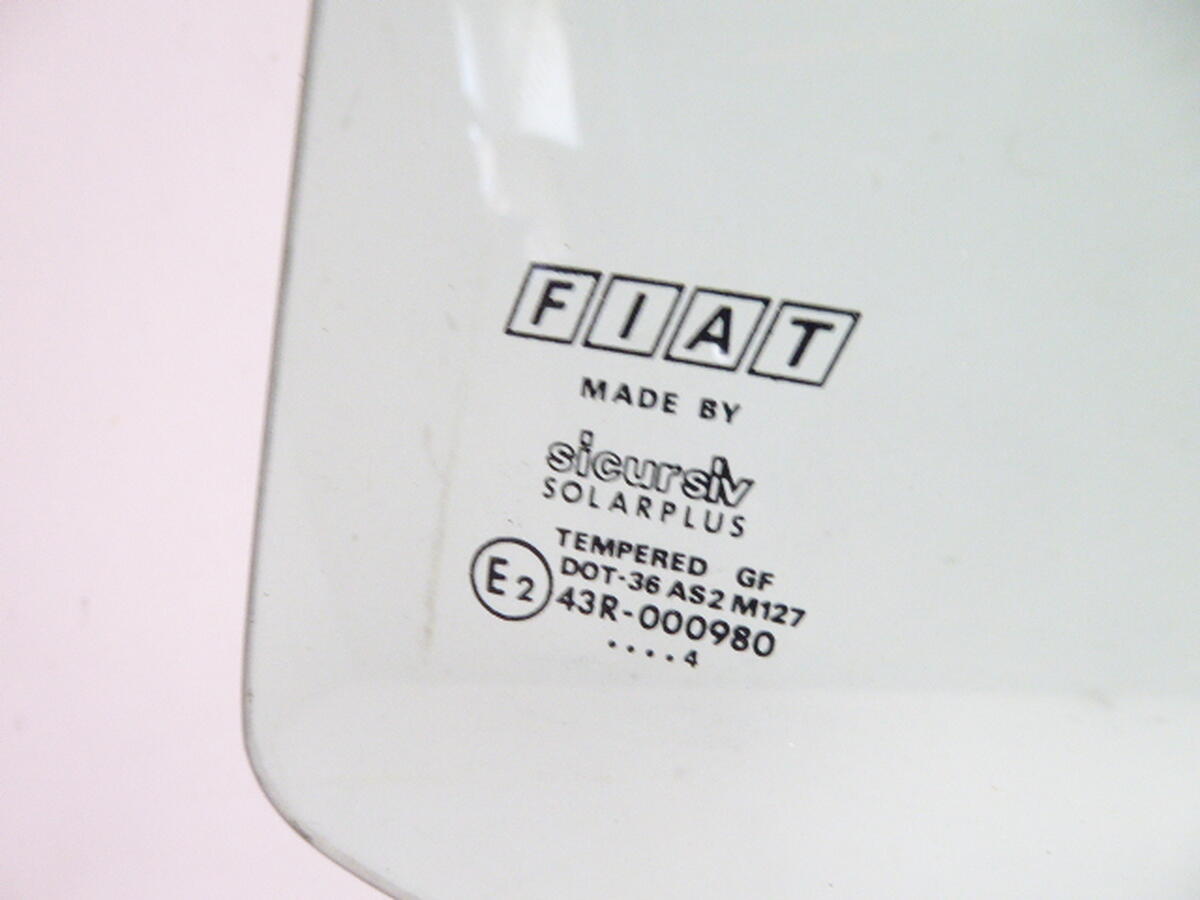 FIAT
MADE BY
sicursiv
SOLARPLUS
TEMPERED GF
DOT-36 AS2 M127
E2 43R-000980
....4